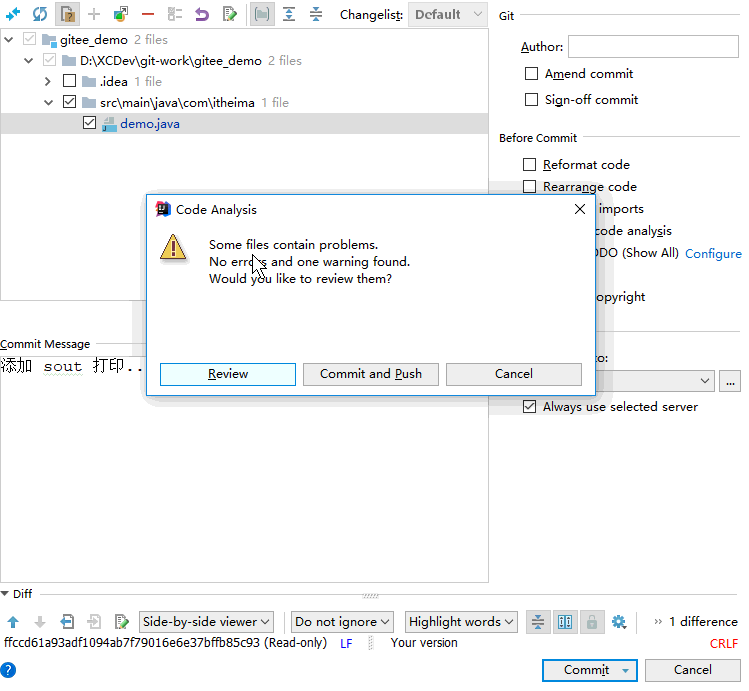 Changelist: Default
Git
gitee_demo 2 files
Author:
D:\XCDev\git-work\gitee_demo 2 files
Amend commit
.idea 1 file
Sign-off commit
src\main\java\com\itheima 1 file
demo.java
Before Commit
Reformat code
Rearrange code
imports
code analysis
DO (Show All) Configure
opyright
Code Analysis
Some files contain problems.
No errors and one warning found.
Would you like to review them?
Review Commit and Push Cancel
Commit Message
添加 sout 打印..
to:
...
Always use selected server
Diff
Side-by-side viewer Do not ignore Highlight words >> 1 difference
ffccd61a93adf1094ab7f79016e6e37bffb85c93 (Read-only) LF Your version CRLF
? Commit Cancel